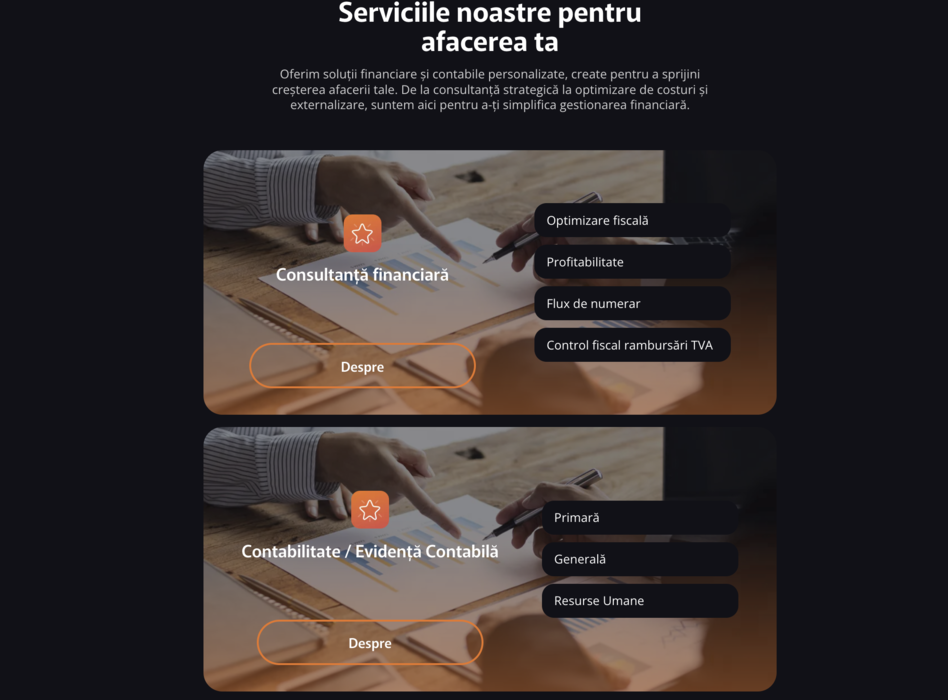 Serviciile noastre pentru
afacerea ta
Oferim soluții financiare și contabile personalizate, create pentru a sprijini
creșterea afacerii tale. De la consultanță strategică la optimizare de costuri și
externalizare, suntem aici pentru a-ți simplifica gestionarea financiară.
Consultanță financiară
Despre
Optimizare fiscală
Profitabilitate
Flux de numerar
Control fiscal rambursări TVA
Contabilitate / Evidență Contabilă
Despre
Primară
Generală
Resurse Umane